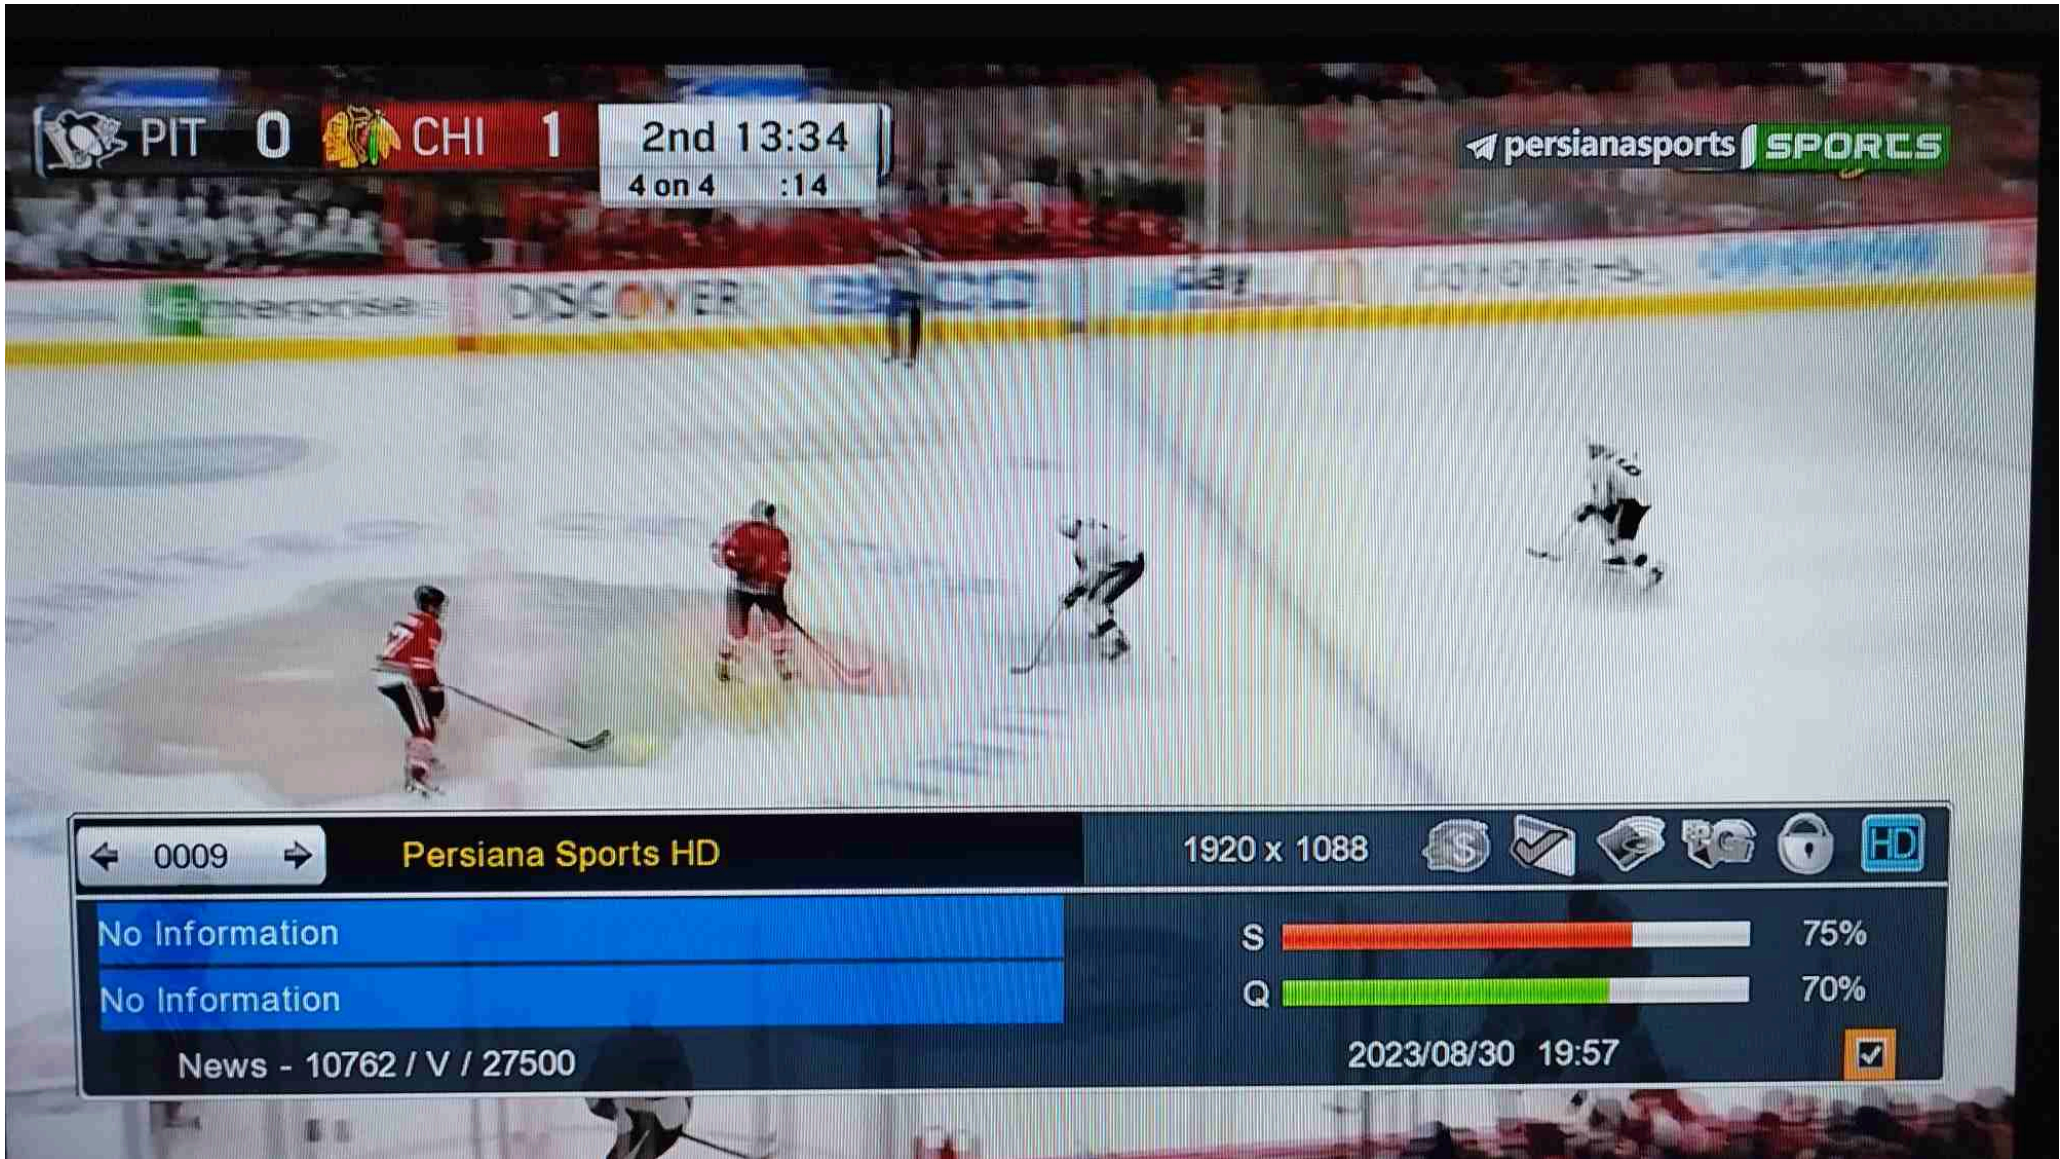 PIT 0 CHI 1 2nd 13:34
4 on 4 :14
persianasports SPORTS
enterprise DISCOVER
0009 Persiana Sports HD 1920 x 1088 $ HD
No Information
S 75%
No Information
Q 70%
News - 10762 / V / 27500
2023/08/30 19:57